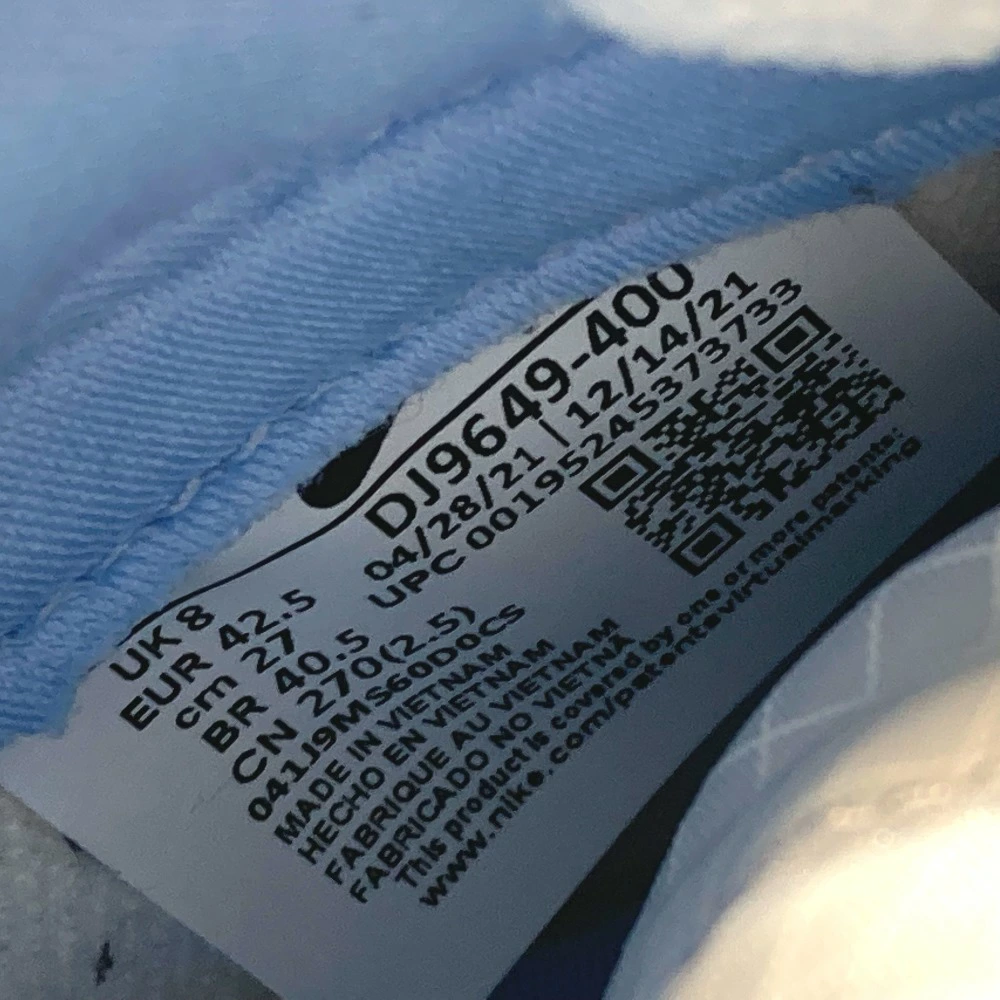 DJ9649-400
04/28/21 | 12/14/21
UPC 00195245373733
UK 8
EUR 42.5
cm 27
BR 40.5
CN 270(2.5)
041J9MS60D0CS
MADE IN VIETNAM
HECHO EN VIETNAM
FABRIQUE AU VIETNAM
FABRICADO NO VIETNÃ
This product is covered by one or more patents:
www.nike.com/patentsvirtualmarking